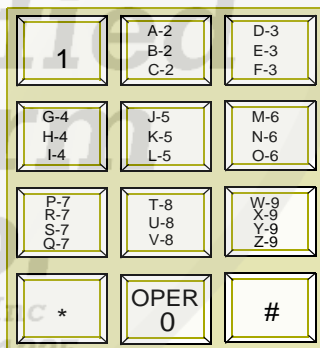 1
A-2
B-2
C-2
D-3
E-3
F-3
G-4
H-4
I-4
J-5
K-5
L-5
M-6
N-6
O-6
P-7
R-7
S-7
Q-7
T-8
U-8
V-8
W-9
X-9
Y-9
Z-9
*
OPER
0
#